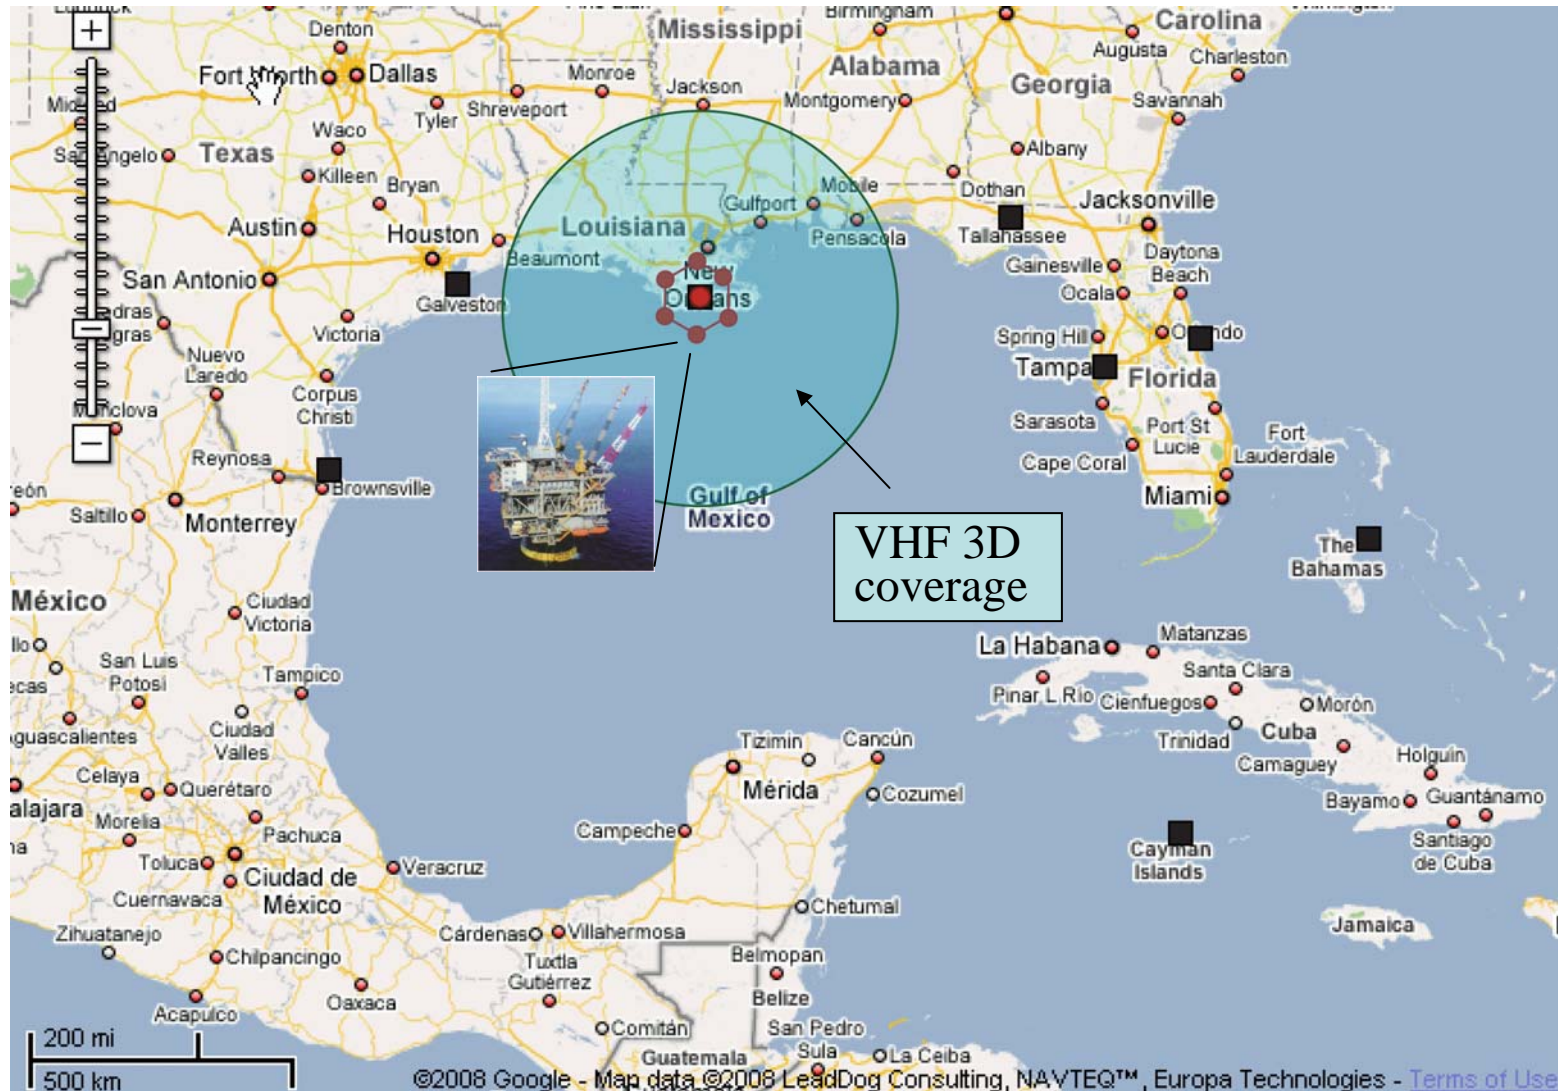 Denton
Mississippi
Birmingham
Carolina
Augusta
Charleston
Fort Worth
Dallas
Monroe
Jackson
Alabama
Georgia
Shreveport
Tyler
Montgomery
Savannah
Waco
San Angelo
Texas
Killeen
Bryan
Albany
Mobile
Dothan
Austin
Houston
Louisiana
Gulfport
Jacksonville
Beaumont
Pensacola
Tallahassee
Daytona
Beach
San Antonio
Galveston
New
Orleans
Gainesville
Ocala
Victoria
Spring Hill
Orlando
Nuevo
Laredo
Tampa
Florida
Corpus
Christi
Sarasota
Port St
Lucie
Fort
Lauderdale
Reynosa
Cape Coral
Brownsville
Miami
Saltillo
Monterrey
Gulf of
Mexico
VHF 3D
coverage
The
Bahamas
México
Ciudad
Victoria
La Habana
Matanzas
San Luis
Potosí
Tampico
Santa Clara
Pinar L Río
Cienfuegos
Morón
Ciudad
Valles
Tizimin
Cancún
Trinidad
Cuba
Camaguey
Holguin
Celaya
Querétaro
Mérida
Cozumel
Bayamo
Guantánamo
Morelia
Pachuca
Campeche
Santiago
de Cuba
Toluca
Ciudad de
México
Veracruz
Cayman
Islands
Cuernavaca
Chetumal
Jamaica
Zihuatanejo
Cárdenas
Villahermosa
Chilpancingo
Tuxtla
Gutiérrez
Belmopan
Oaxaca
Belize
Acapulco
Comitán
San Pedro
Sula
La Ceiba
Guatemala
200 mi
500 km
©2008 Google - Map data ©2008 LeadDog Consulting, NAVTEQ™, Europa Technologies - Terms of Use